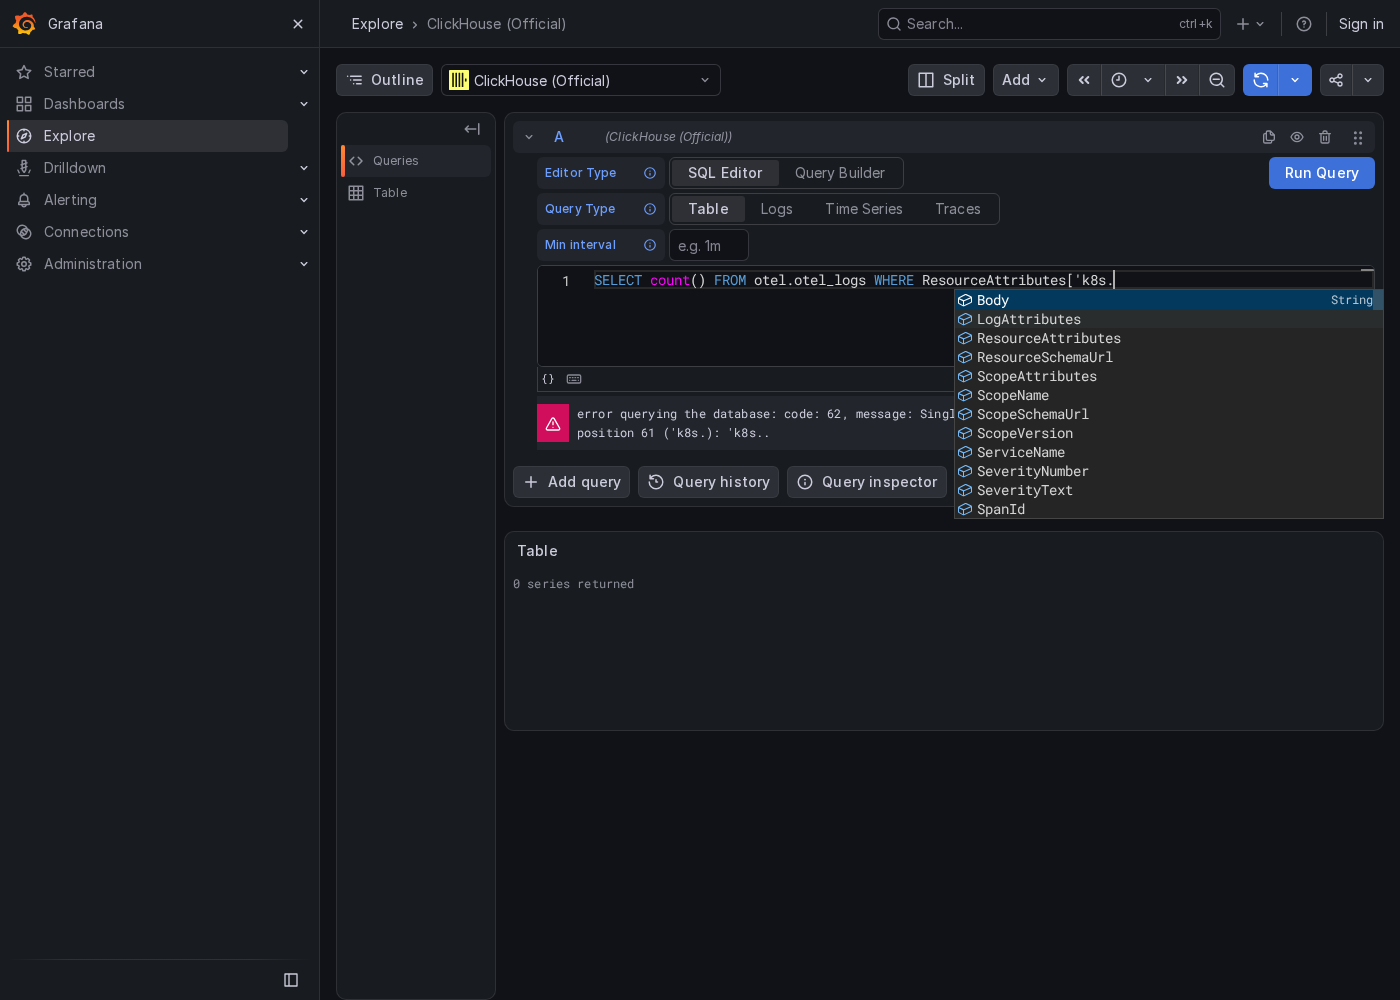 Grafana
Explore › ClickHouse (Official)
Search...
ctrl+k
Sign in
Starred
Dashboards
Explore
Drilldown
Alerting
Connections
Administration
Outline
ClickHouse (Official)
Split
Add
Queries
Table
A
(ClickHouse (Official))
Editor Type
SQL Editor
Query Builder
Run Query
Query Type
Table
Logs
Time Series
Traces
Min interval
e.g. 1m
1
SELECT count() FROM otel.otel_logs WHERE ResourceAttributes['k8s.
Body
String
LogAttributes
ResourceAttributes
ResourceSchemaUrl
ScopeAttributes
ScopeName
ScopeSchemaUrl
ScopeVersion
ServiceName
SeverityNumber
SeverityText
SpanId
{}
error querying the database: code: 62, message: Singl
position 61 ('k8s.): 'k8s..
Add query
Query history
Query inspector
Table
0 series returned